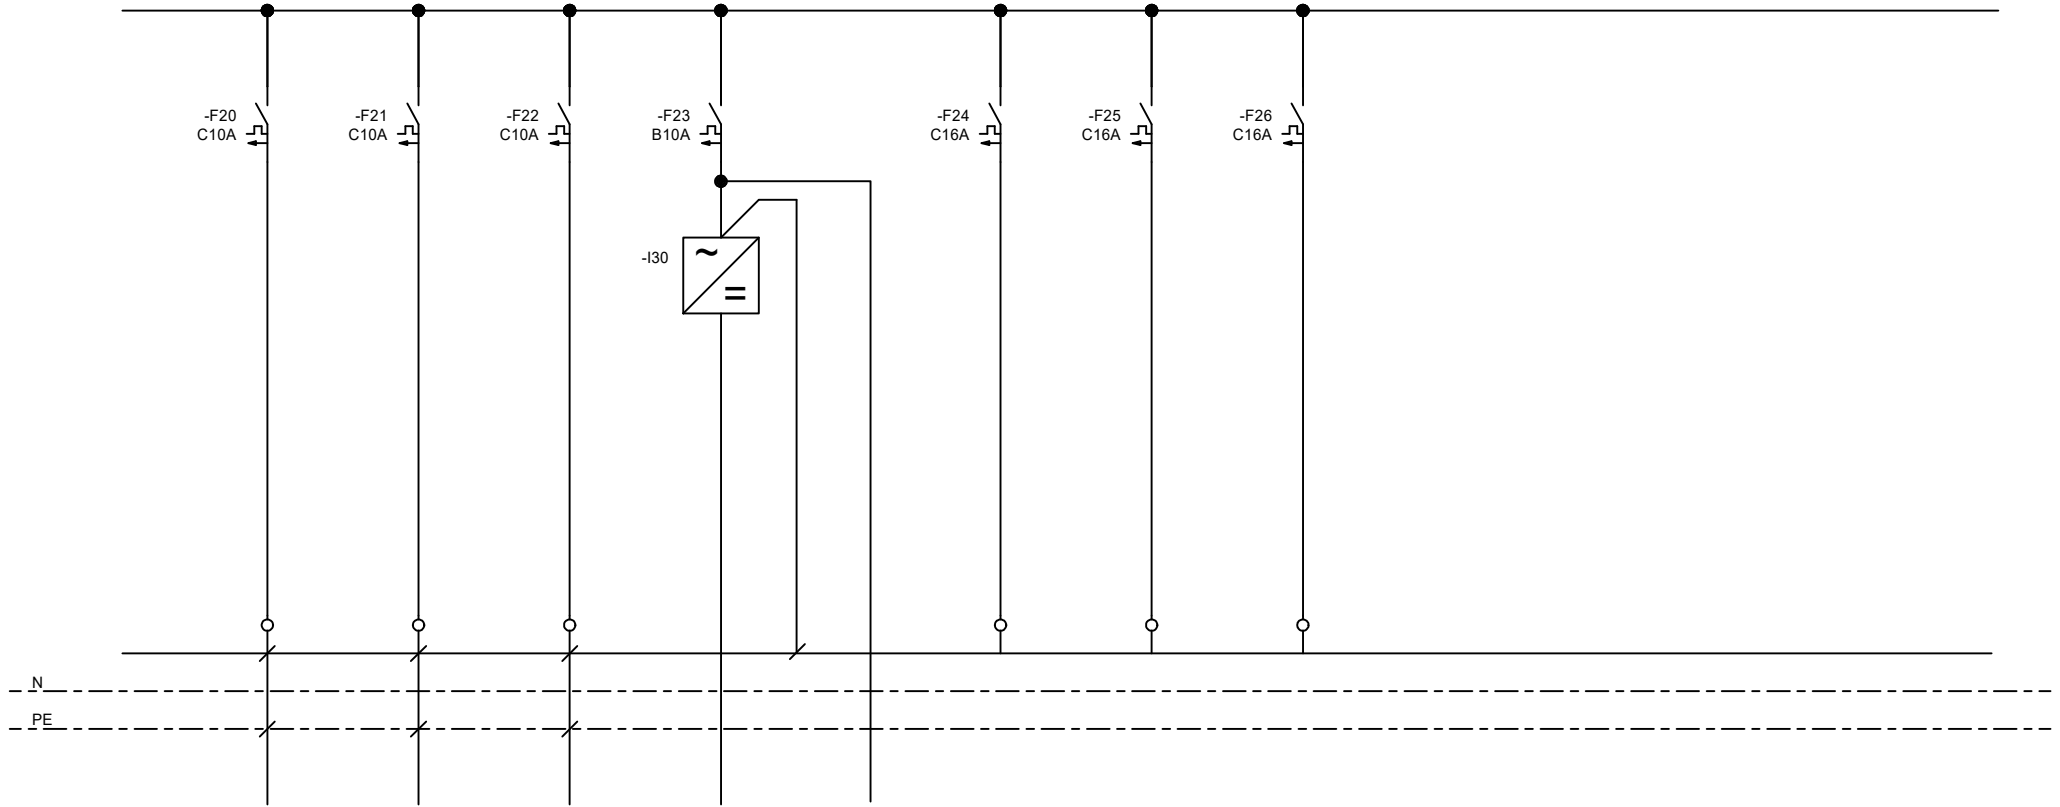 -F20
C10A
-F21
C10A
-F22
C10A
-F23
B10A
-F24
C16A
-F25
C16A
-F26
C16A
-I30
~
=
N
PE